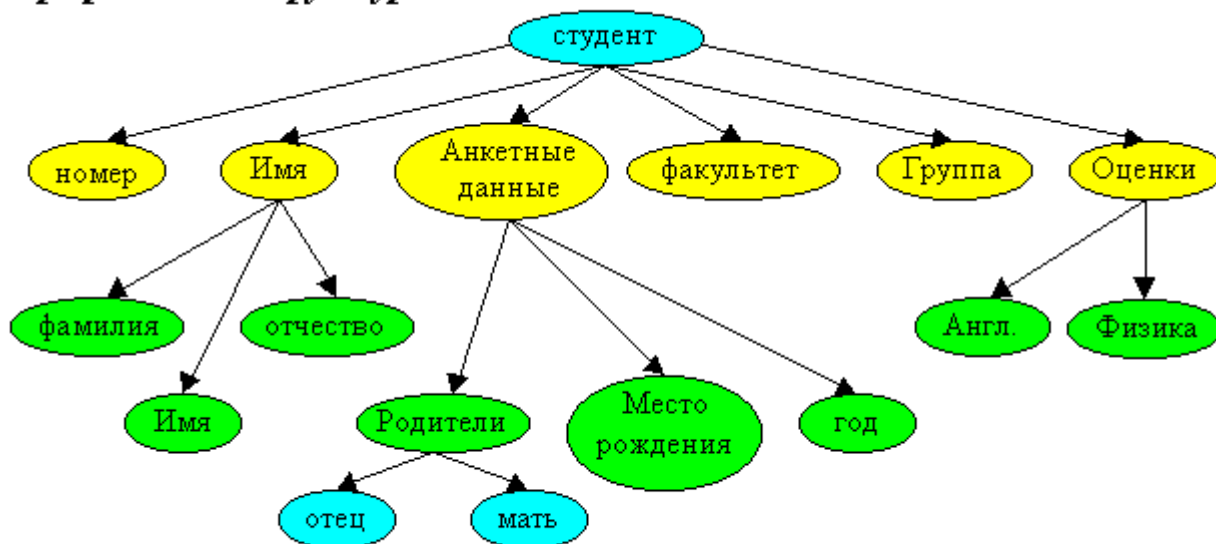 студент
номер
Имя
Анкетные
данные
факультет
Группа
Оценки
фамилия
отчество
Англ.
Физика
Имя
Родители
Место
рождения
год
отец
мать